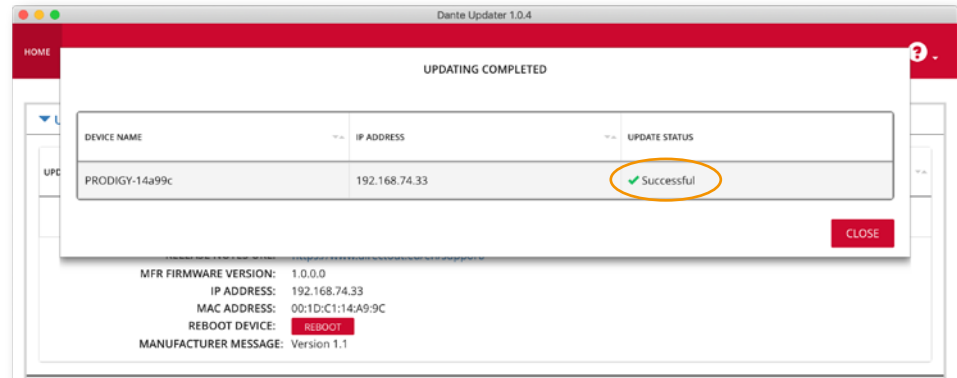 Dante Updater 1.0.4
HOME
?
UPDATING COMPLETED
U
DEVICE NAME IP ADDRESS UPDATE STATUS
UPD
PRODIGY-14a99c 192.168.74.33 ✓ Successful
CLOSE
MFR FIRMWARE VERSION: 1.0.0.0
IP ADDRESS: 192.168.74.33
MAC ADDRESS: 00:1D:C1:14:A9:9C
REBOOT DEVICE: REBOOT
MANUFACTURER MESSAGE: Version 1.1